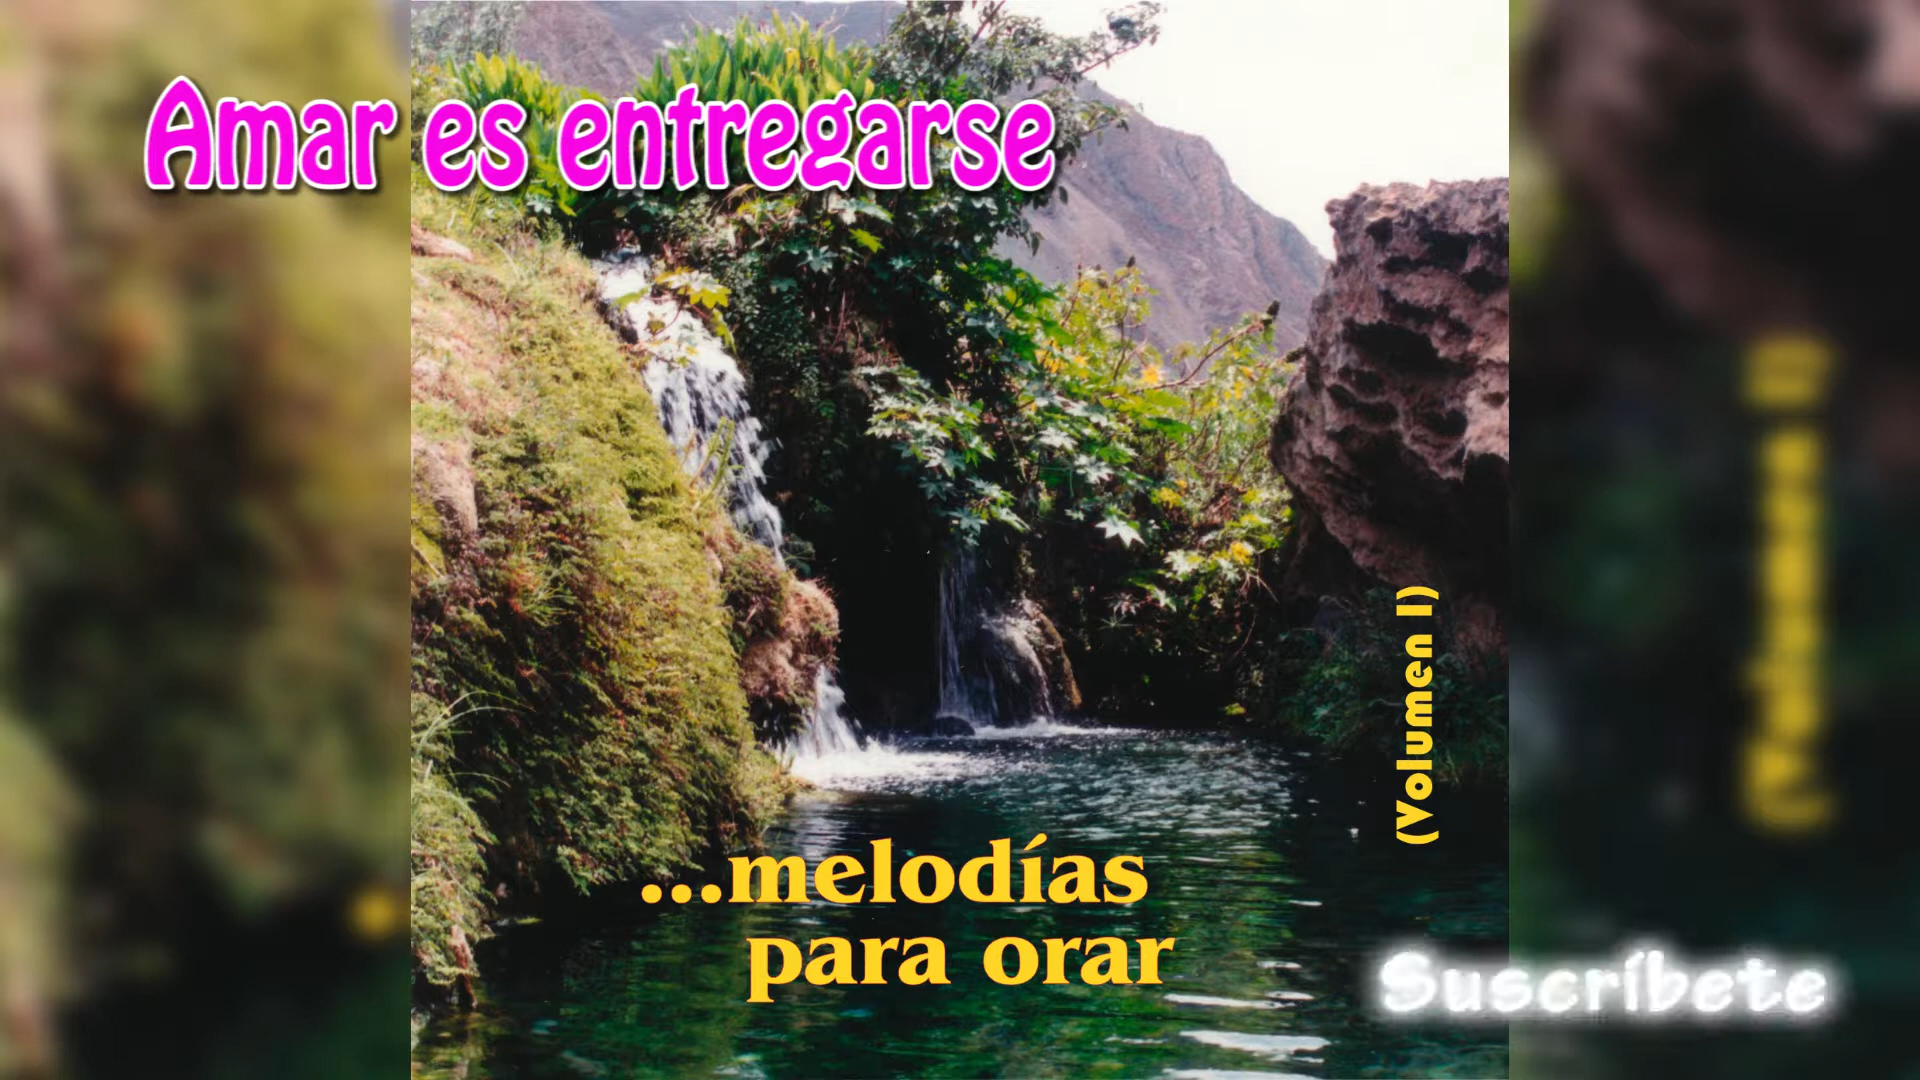 Amar es entregarse
(Volumen I)
...melodías
para orar
Suscríbete